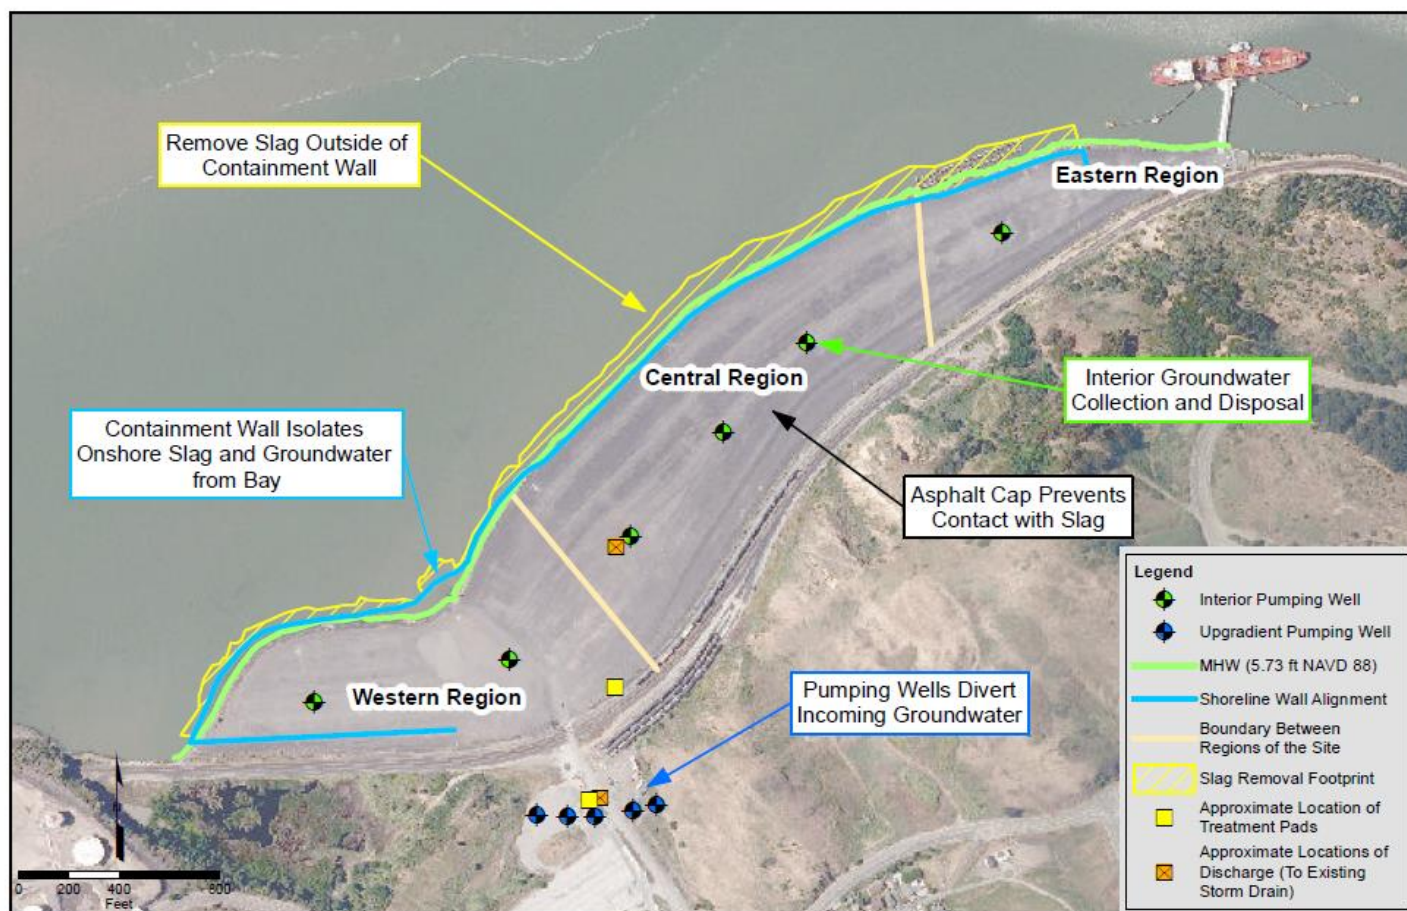 Remove Slag Outside of
Containment Wall
Eastern Region
Central Region
Interior Groundwater
Collection and Disposal
Containment Wall Isolates
Onshore Slag and Groundwater
from Bay
Asphalt Cap Prevents
Contact with Slag
Western Region
Pumping Wells Divert
Incoming Groundwater
0 200 400 800
Feet
Legend
Interior Pumping Well
Upgradient Pumping Well
MHW (5.73 ft NAVD 88)
Shoreline Wall Alignment
Boundary Between
Regions of the Site
Slag Removal Footprint
Approximate Location of
Treatment Pads
Approximate Locations of
Discharge (To Existing
Storm Drain)